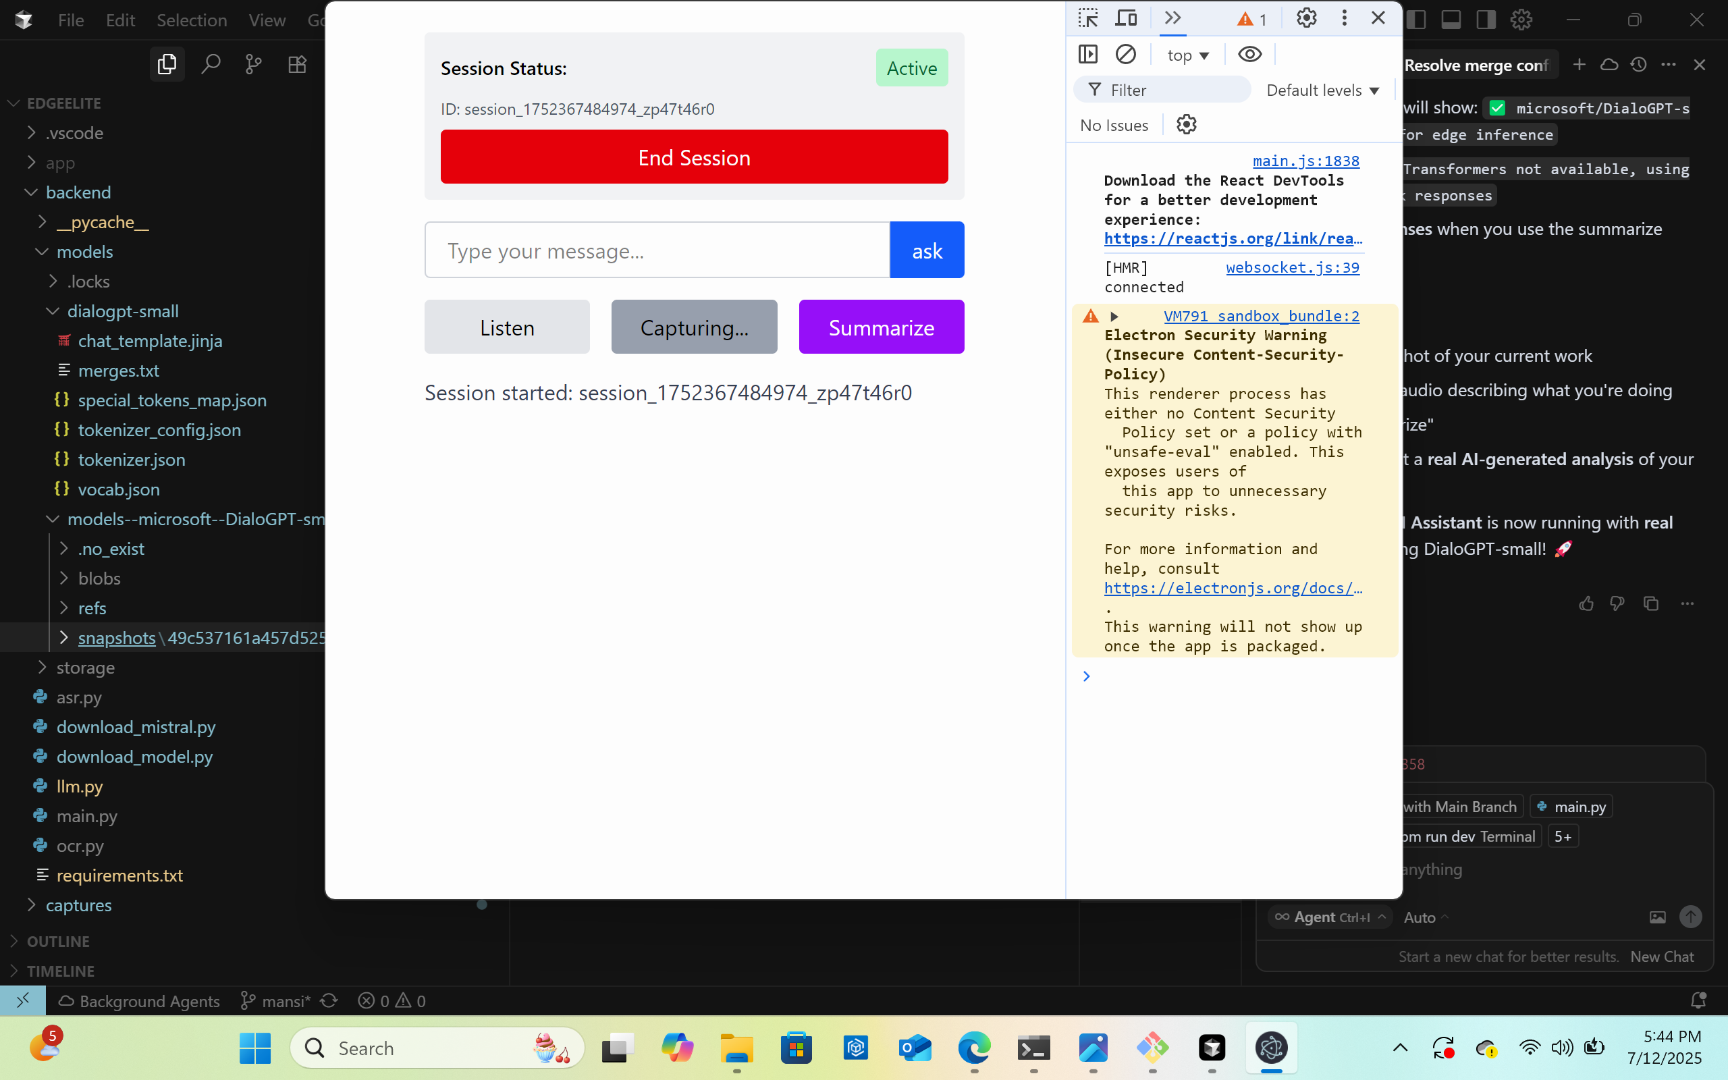 File Edit Selection View Go
EDGEELITE
.vscode
app
backend
__pycache__
models
.locks
dialogpt-small
chat_template.jinja
merges.txt
special_tokens_map.json
tokenizer_config.json
tokenizer.json
vocab.json
models--microsoft--DialoGPT-sm
.no_exist
blobs
refs
snapshots\49c537161a457d525
storage
asr.py
download_mistral.py
download_model.py
llm.py
main.py
ocr.py
requirements.txt
captures
OUTLINE
TIMELINE
Session Status:
Active
ID: session_1752367484974_zp47t46r0
End Session
Type your message...
ask
Listen
Capturing...
Summarize
Session started: session_1752367484974_zp47t46r0
1
top
Filter
Default levels
No Issues
main.js:1838
Download the React DevTools
for a better development
experience:
https://reactjs.org/link/rea…
[HMR] websocket.js:39
connected
VM791 sandbox_bundle:2
Electron Security Warning
(Insecure Content-Security-
Policy)
This renderer process has
either no Content Security
Policy set or a policy with
"unsafe-eval" enabled. This
exposes users of
this app to unnecessary
security risks.
For more information and
help, consult
https://electronjs.org/docs/…
.
This warning will not show up
once the app is packaged.
Resolve merge conf
will show: ✅ microsoft/DialoGPT-s
for edge inference
Transformers not available, using
responses
nses when you use the summarize
hot of your current work
audio describing what you're doing
rize"
t a real AI-generated analysis of your
I Assistant is now running with real
ng DialoGPT-small! 🚀
858
with Main Branch main.py
pm run dev Terminal 5+
anything
Agent Ctrl+I Auto
Start a new chat for better results. New Chat
Background Agents mansi* 0 0
5
Search
5:44 PM
7/12/2025